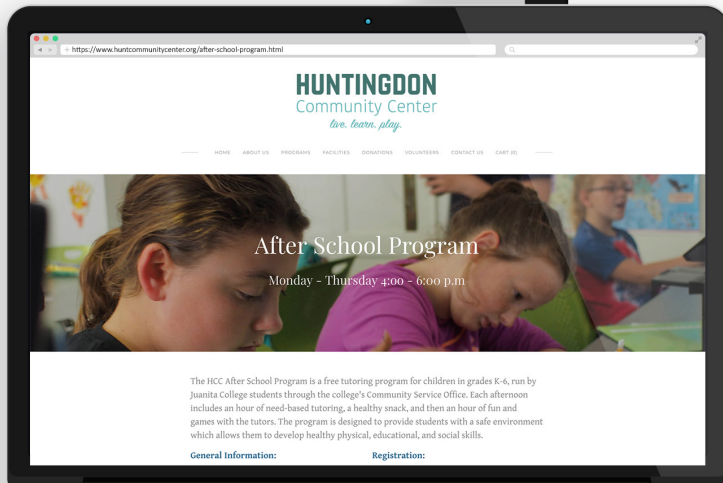 https://www.huntcommunitycenter.org/after-school-program.html
HUNTINGDON
Community Center
live. learn. play.
HOME ABOUT US PROGRAMS FACILITIES DONATIONS VOLUNTEERS CONTACT US CART (0)
After School Program
Monday - Thursday 4:00 - 6:00 p.m
The HCC After School Program is a free tutoring program for children in grades K-6, run by
Juanita College students through the college's Community Service Office. Each afternoon
includes an hour of need-based tutoring, a healthy snack, and then an hour of fun and
games with the tutors. The program is designed to provide students with a safe environment
which allows them to develop healthy physical, educational, and social skills.
General Information: Registration: